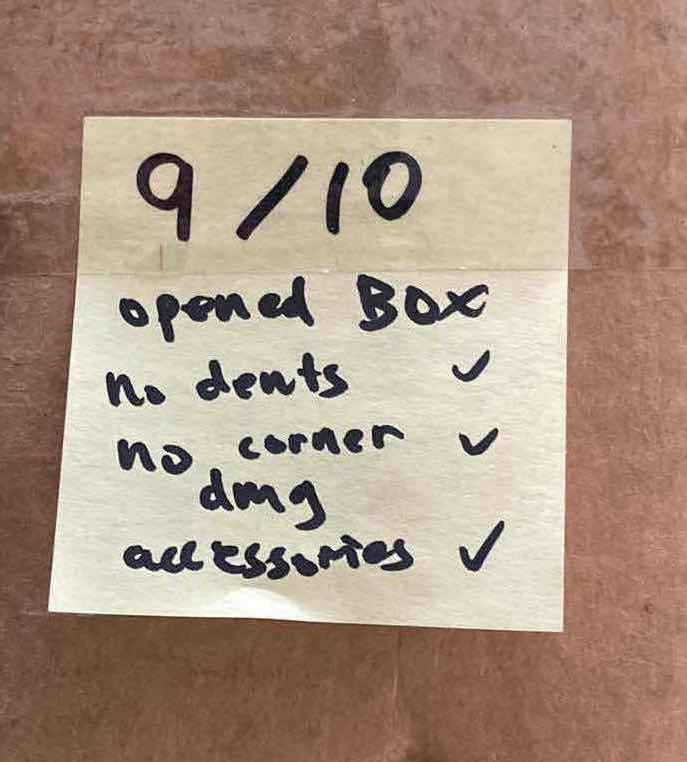 9/10
opened Box
no dents ✓
no corner ✓
dmg
accessories ✓